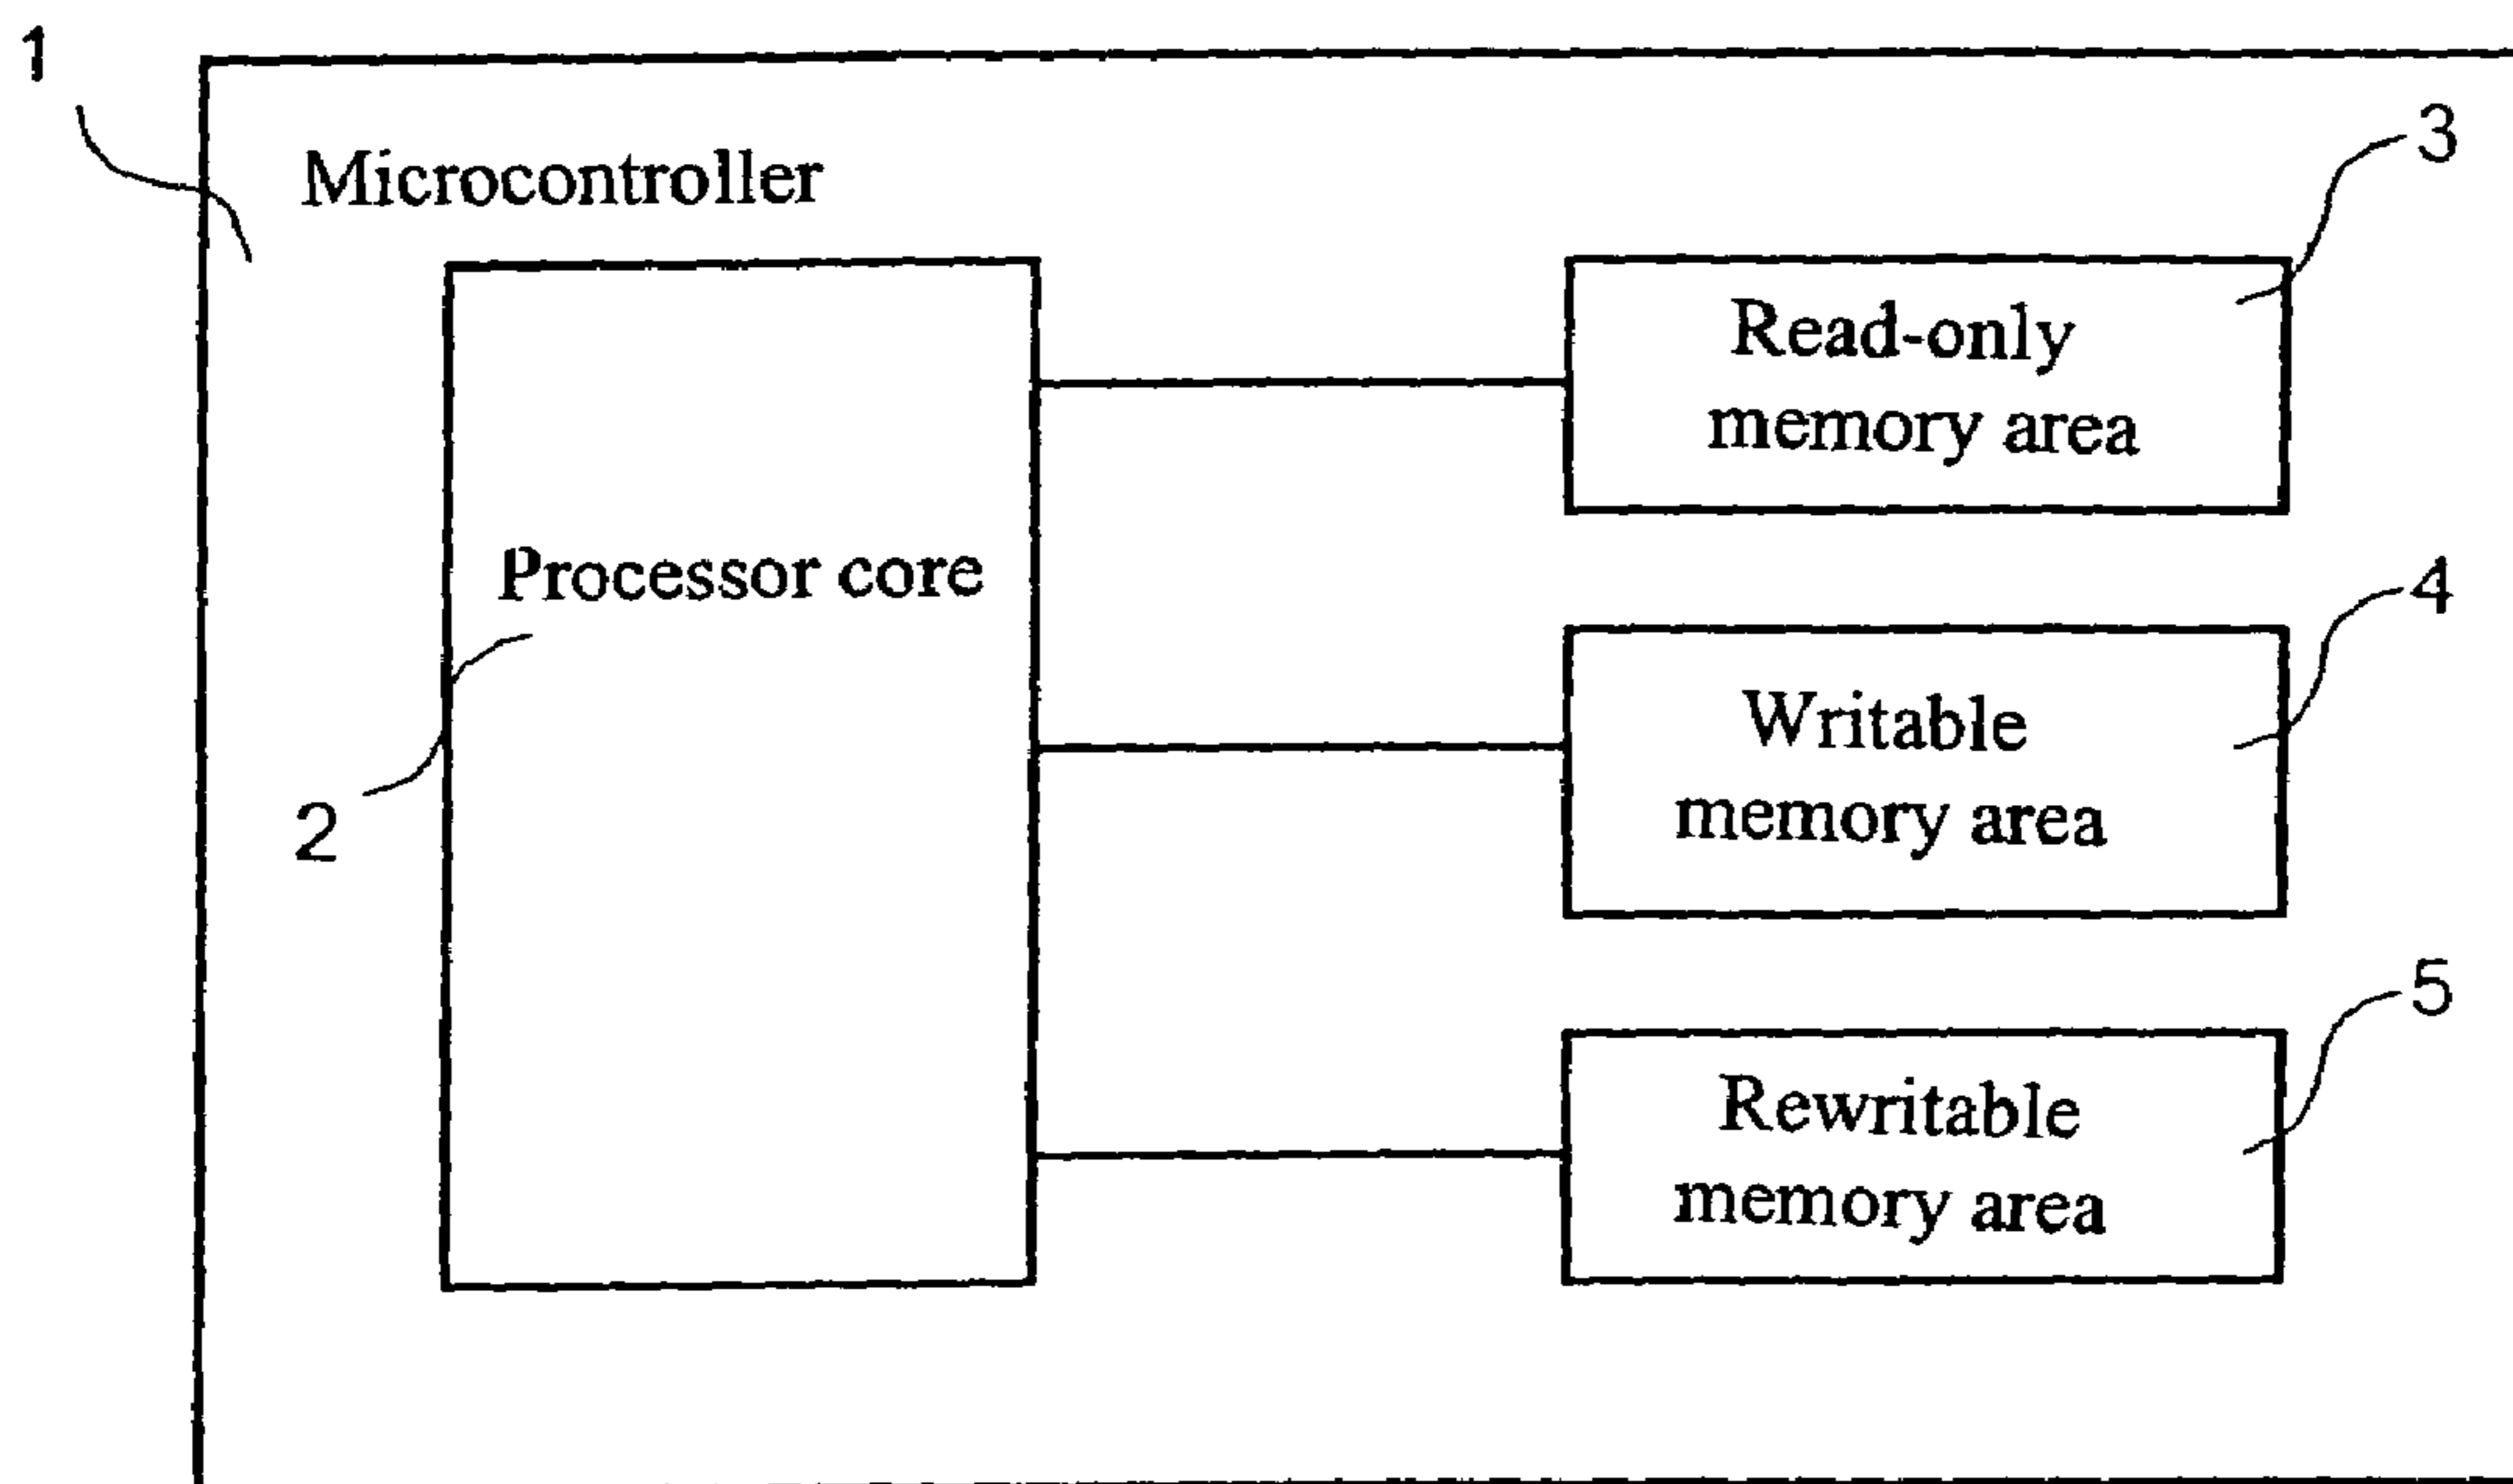 1
Microcontroller
3
Read-only
memory area
Processor core
4
Writable
memory area
2
5
Rewritable
memory area